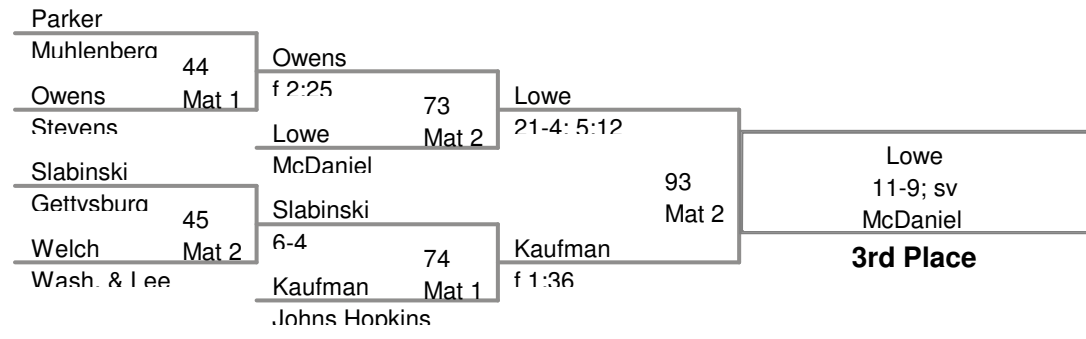 Parker
Muhlenberg
44
Mat 1
Owens
Stevens
Slabinski
Gettysburg
45
Mat 2
Welch
Wash. & Lee
Owens
f 2:25
73
Mat 2
Lowe
McDaniel
Slabinski
6-4
74
Mat 1
Kaufman
Johns Hopkins
Lowe
21-4; 5:12
93
Mat 2
Kaufman
f 1:36
Lowe
11-9; sv
McDaniel
3rd Place